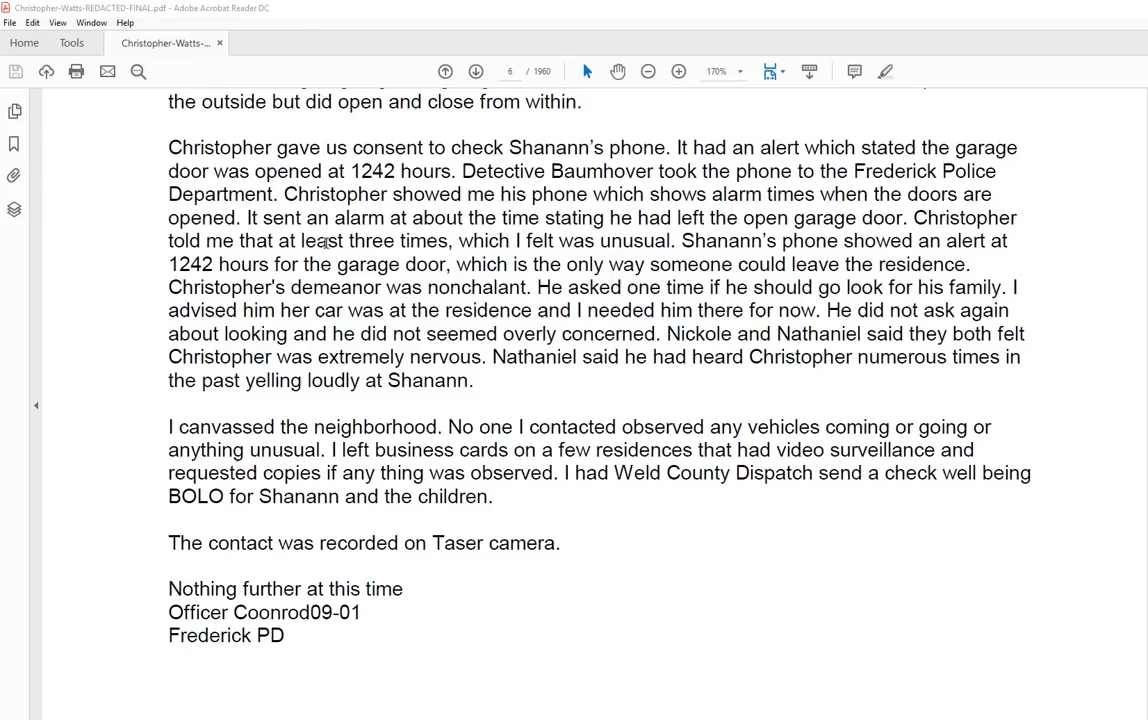 Christopher-Watts-REDACTED-FINAL.pdf - Adobe Acrobat Reader DC
File Edit View Window Help
Home Tools Christopher-Watts-... ×
6 / 1960 170%
the outside but did open and close from within.
Christopher gave us consent to check Shanann's phone. It had an alert which stated the garage
door was opened at 1242 hours. Detective Baumhover took the phone to the Frederick Police
Department. Christopher showed me his phone which shows alarm times when the doors are
opened. It sent an alarm at about the time stating he had left the open garage door. Christopher
told me that at least three times, which I felt was unusual. Shanann's phone showed an alert at
1242 hours for the garage door, which is the only way someone could leave the residence.
Christopher's demeanor was nonchalant. He asked one time if he should go look for his family. I
advised him her car was at the residence and I needed him there for now. He did not ask again
about looking and he did not seemed overly concerned. Nickole and Nathaniel said they both felt
Christopher was extremely nervous. Nathaniel said he had heard Christopher numerous times in
the past yelling loudly at Shanann.
I canvassed the neighborhood. No one I contacted observed any vehicles coming or going or
anything unusual. I left business cards on a few residences that had video surveillance and
requested copies if any thing was observed. I had Weld County Dispatch send a check well being
BOLO for Shanann and the children.
The contact was recorded on Taser camera.
Nothing further at this time
Officer Coonrod09-01
Frederick PD